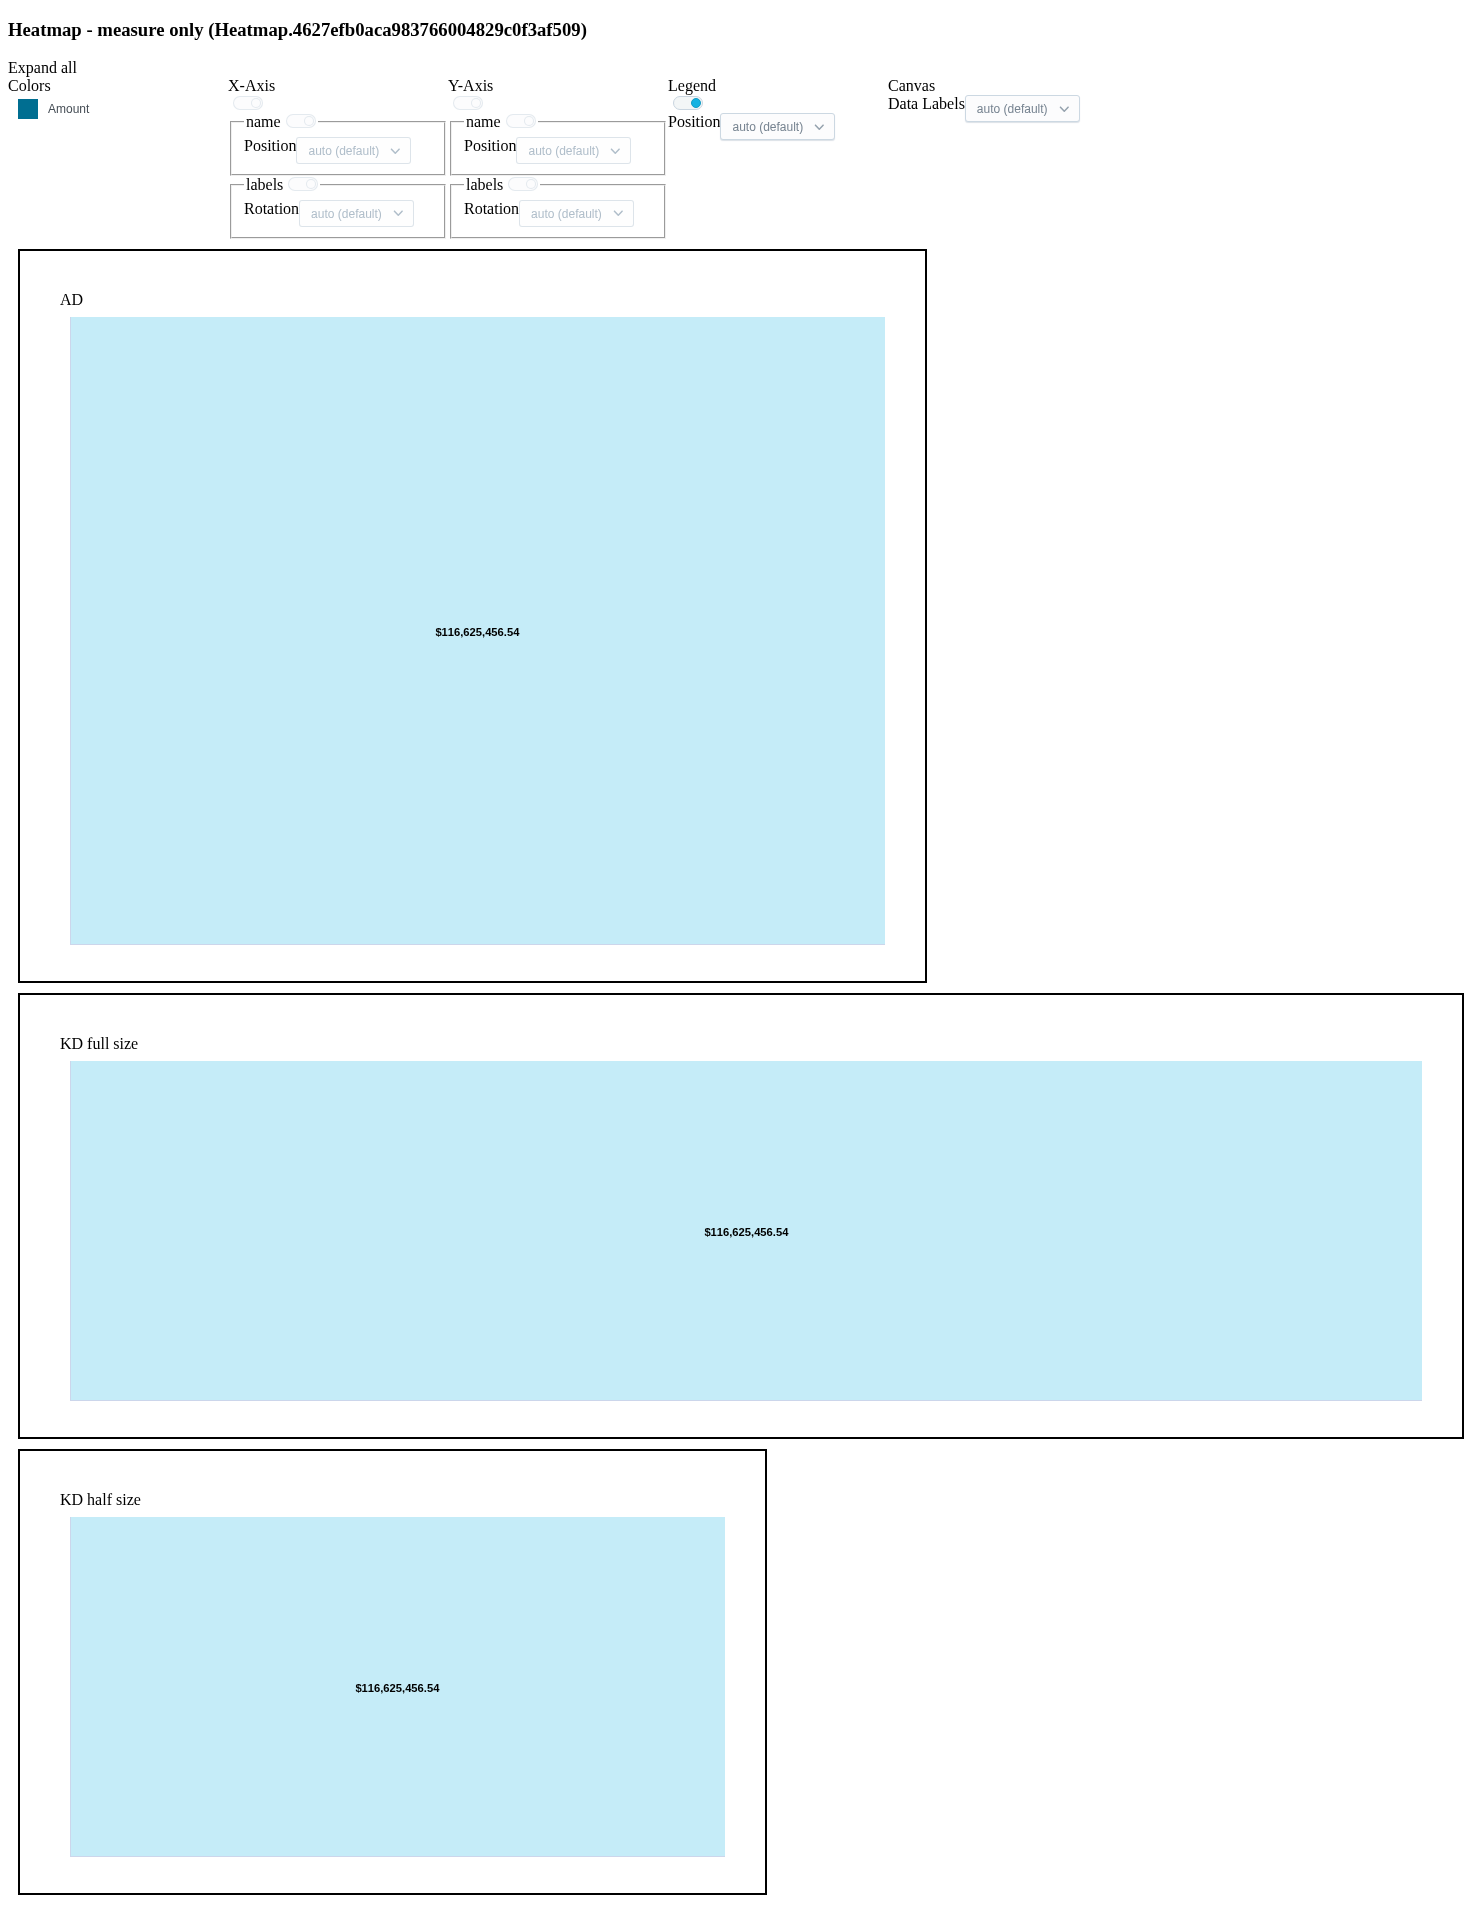 Heatmap - measure only (Heatmap.4627efb0aca983766004829c0f3af509)
Expand all
Colors
Amount
X-Axis
name
Position auto (default)
labels
Rotation auto (default)
Y-Axis
name
Position auto (default)
labels
Rotation auto (default)
Legend
Position auto (default)
Canvas
Data Labels auto (default)
AD
$116,625,456.54
KD full size
$116,625,456.54
KD half size
$116,625,456.54